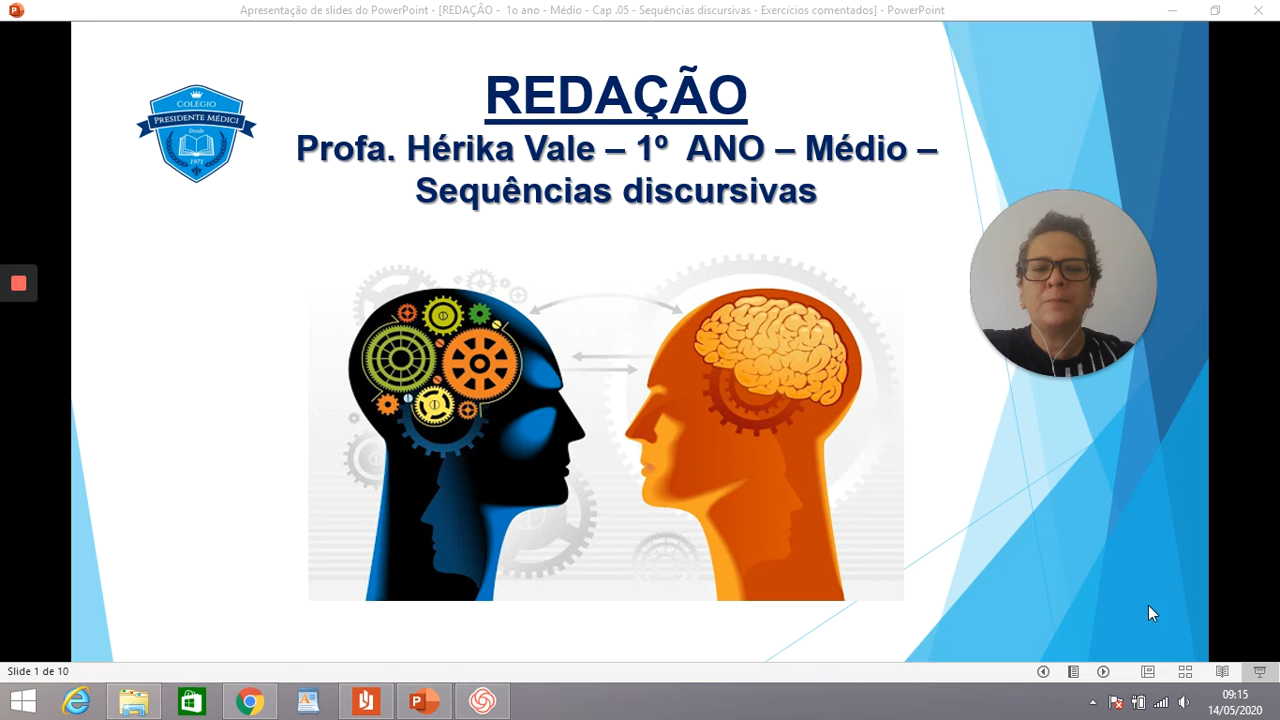 Apresentação de slides do PowerPoint - [REDAÇÃO - 1o ano - Médio - Cap .05 - Sequências discursivas - Exercícios comentados] - PowerPoint
REDAÇÃO
COLÉGIO
PRESIDENTE MÉDICI
Desde
1971
Profa. Hérika Vale – 1º ANO – Médio –
Sequências discursivas
Slide 1 de 10
09:15
14/05/2020